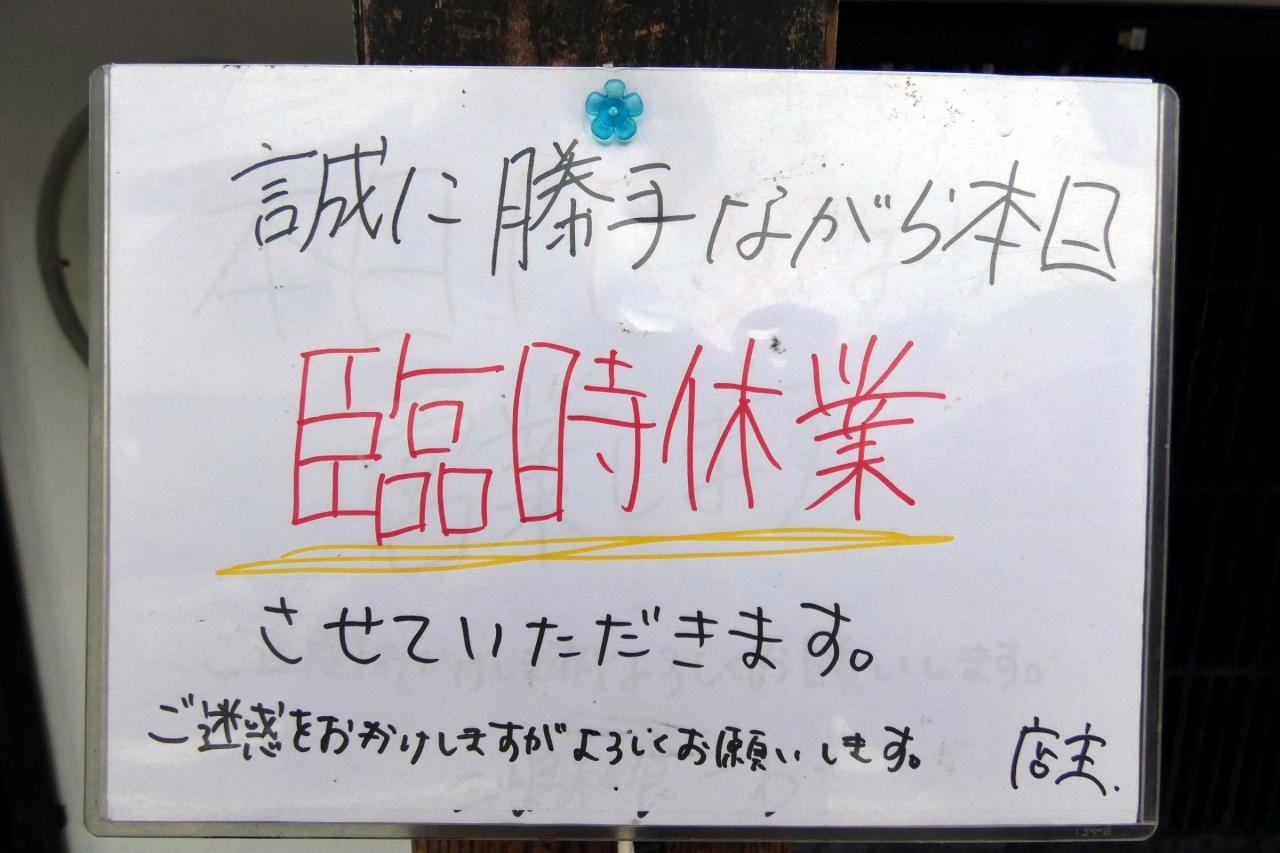 誠に勝手ながら本日
臨時休業
させていただきます。
ご迷惑をおかけしますがよろしくお願いします。
店主.